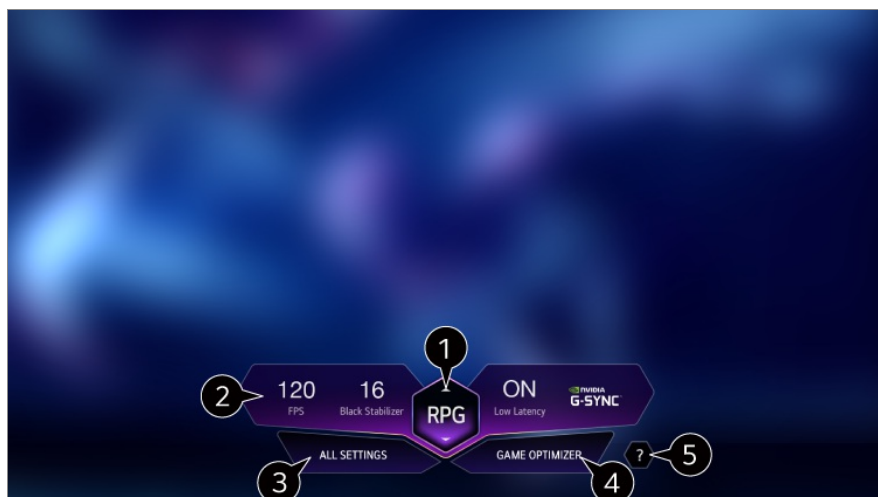 1
2
120
FPS
16
Black Stabilizer
RPG
ON
Low Latency
NVIDIA
G-SYNC
3
ALL SETTINGS
GAME OPTIMIZER
4
?
5